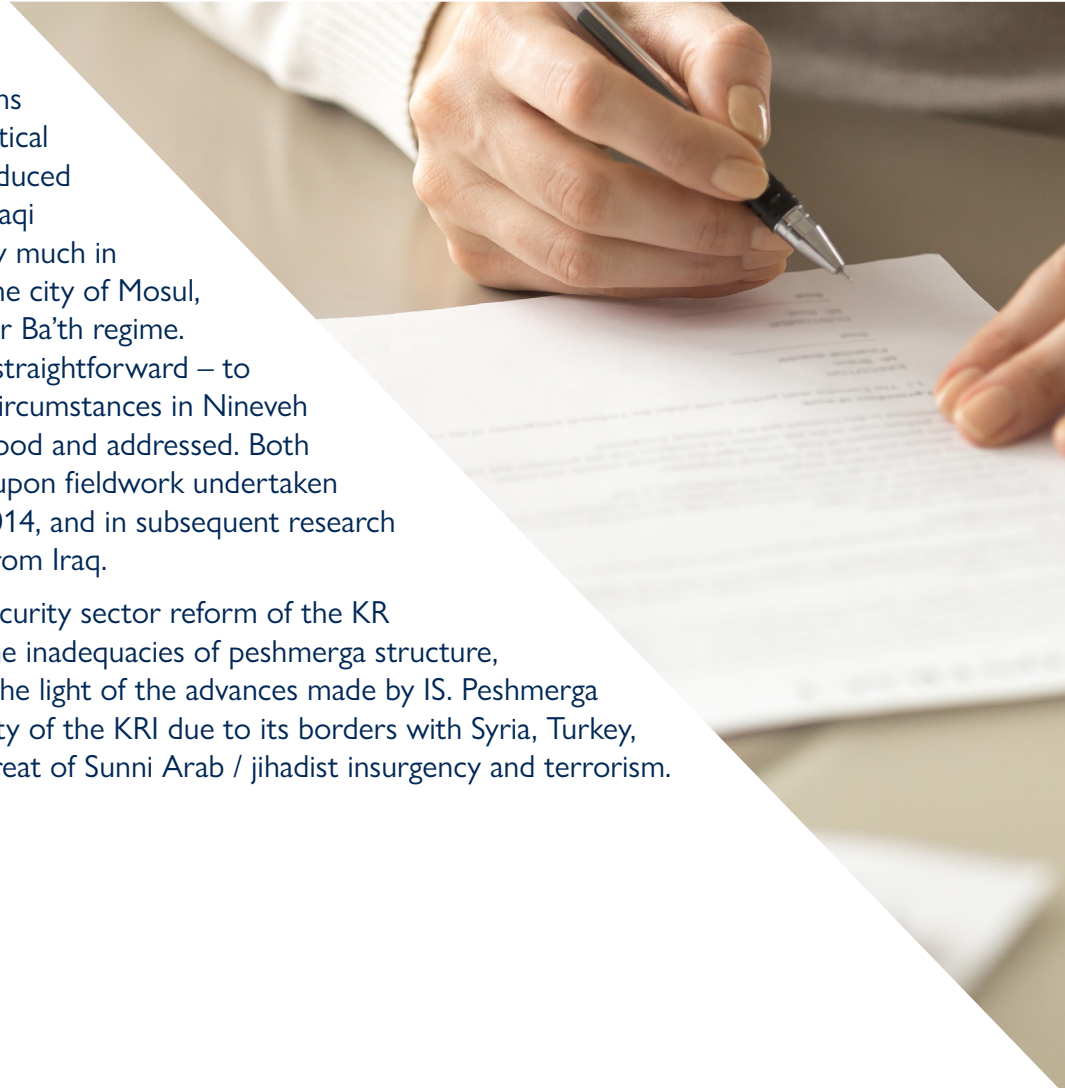 ns
tical
duced
aqi
y much in
ne city of Mosul,
r Ba’th regime.
straightforward – to
ircumstances in Nineveh
ood and addressed. Both
upon fieldwork undertaken
014, and in subsequent research
rom Iraq.
curity sector reform of the KR
e inadequacies of peshmerga structure,
he light of the advances made by IS. Peshmerga
ty of the KRI due to its borders with Syria, Turkey,
reat of Sunni Arab / jihadist insurgency and terrorism.